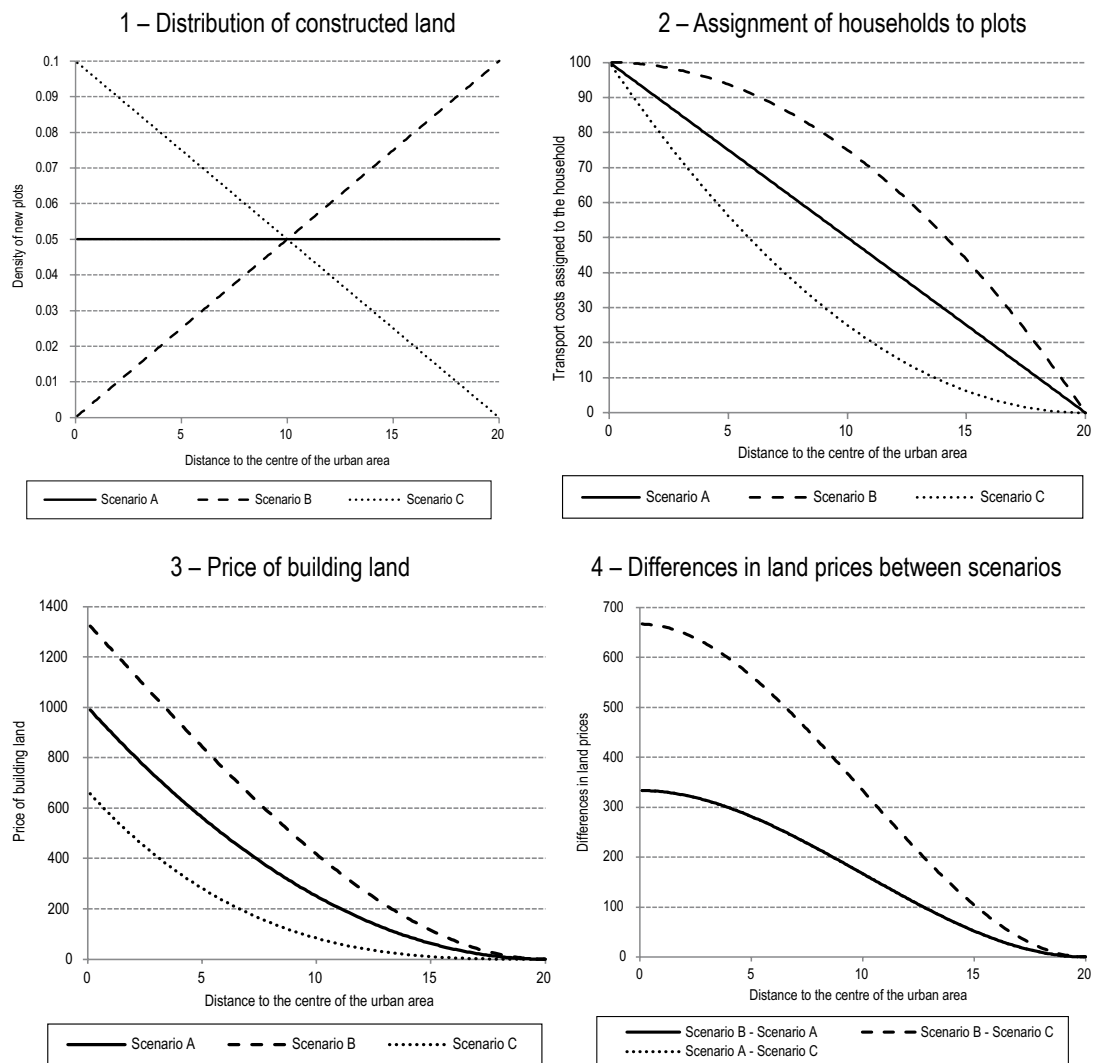 1 – Distribution of constructed land
0.1
0.09
0.08
0.07
0.06
0.05
0.04
0.03
0.02
0.01
0
Density of new plots
0 5 10 15 20
Distance to the centre of the urban area
Scenario A Scenario B Scenario C
2 – Assignment of households to plots
100
90
80
70
60
50
40
30
20
10
0
Transport costs assigned to the household
0 5 10 15 20
Distance to the centre of the urban area
Scenario A Scenario B Scenario C
3 – Price of building land
1400
1200
1000
800
600
400
200
0
Price of building land
0 5 10 15 20
Distance to the centre of the urban area
Scenario A Scenario B Scenario C
4 – Differences in land prices between scenarios
700
600
500
400
300
200
100
0
Differences in land prices
0 5 10 15 20
Distance to the centre of the urban area
Scenario B - Scenario A Scenario B - Scenario C
Scenario A - Scenario C